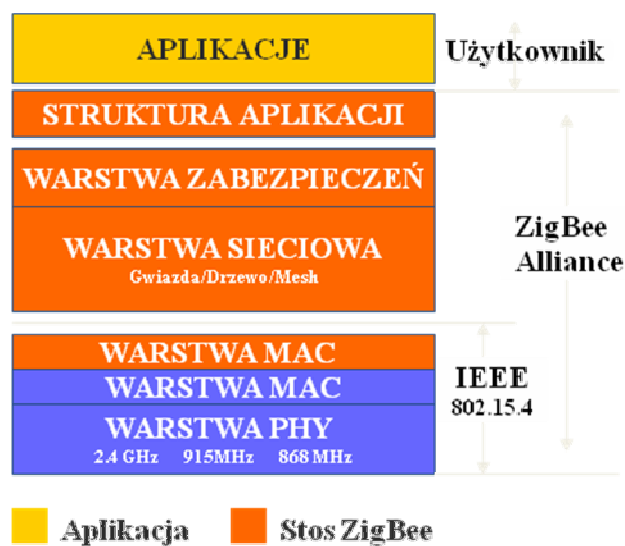 APLIKACJE
Użytkownik
STRUKTURA APLIKACJI
WARSTWA ZABEZPIECZEŃ
WARSTWA SIECIOWA
Gwiazda/Drzewo/Mesh
ZigBee
Alliance
WARSTWA MAC
WARSTWA MAC
WARSTWA PHY
2.4 GHz 915MHz 868 MHz
IEEE
802.15.4
Aplikacja Stos ZigBee